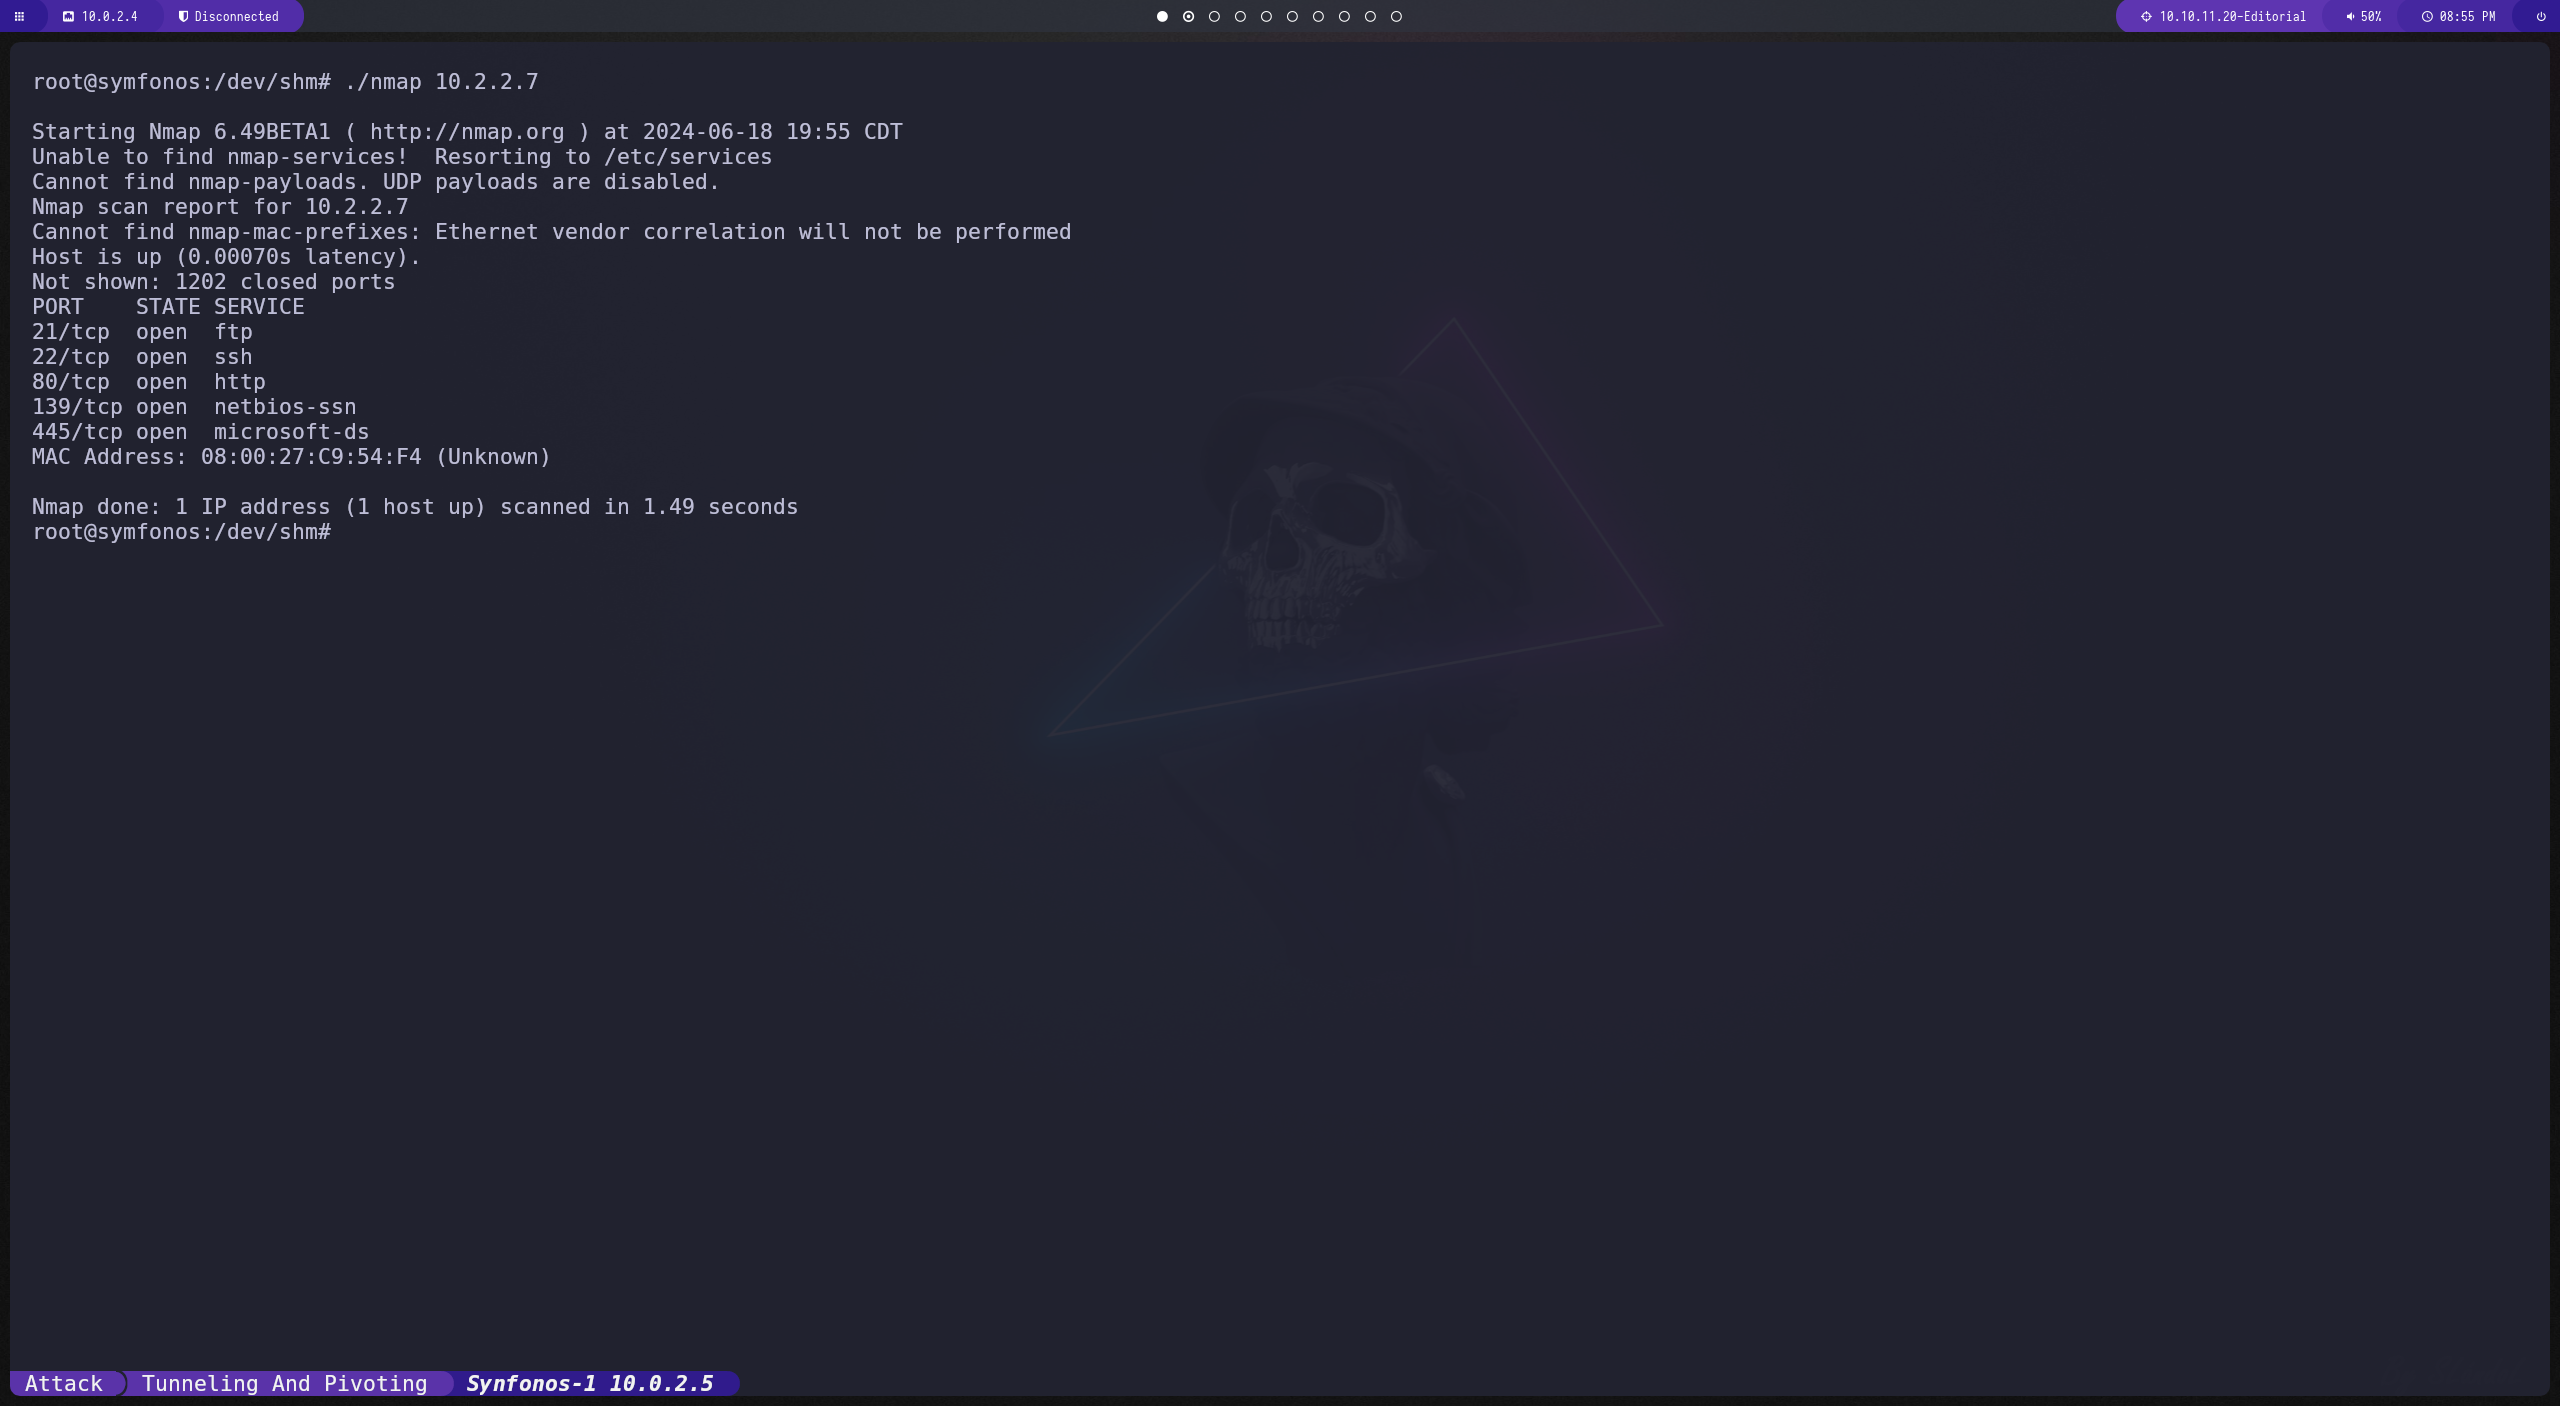 10.0.2.4 Disconnected 10.10.11.20-Editorial 50% 08:55 PM
root@symfonos:/dev/shm# ./nmap 10.2.2.7
Starting Nmap 6.49BETA1 ( http://nmap.org ) at 2024-06-18 19:55 CDT
Unable to find nmap-services!  Resorting to /etc/services
Cannot find nmap-payloads. UDP payloads are disabled.
Nmap scan report for 10.2.2.7
Cannot find nmap-mac-prefixes: Ethernet vendor correlation will not be performed
Host is up (0.00070s latency).
Not shown: 1202 closed ports
PORT    STATE SERVICE
21/tcp  open  ftp
22/tcp  open  ssh
80/tcp  open  http
139/tcp open  netbios-ssn
445/tcp open  microsoft-ds
MAC Address: 08:00:27:C9:54:F4 (Unknown)
Nmap done: 1 IP address (1 host up) scanned in 1.49 seconds
root@symfonos:/dev/shm#
Attack Tunneling And Pivoting Synfonos-1 10.0.2.5